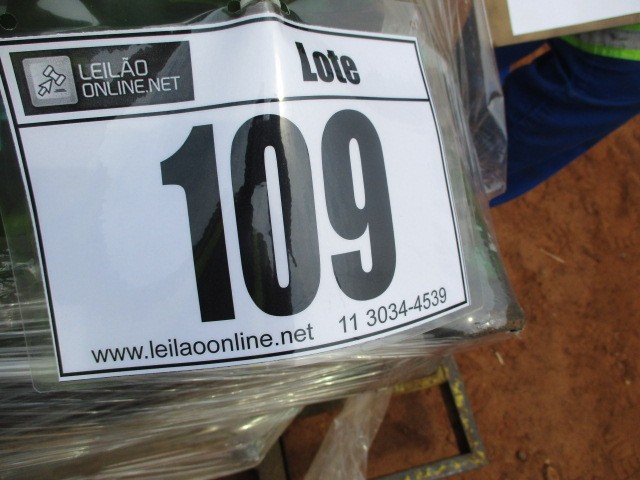 LEILÃO
ONLINE.NET
Lote
109
www.leilaoonline.net 11 3034-4539